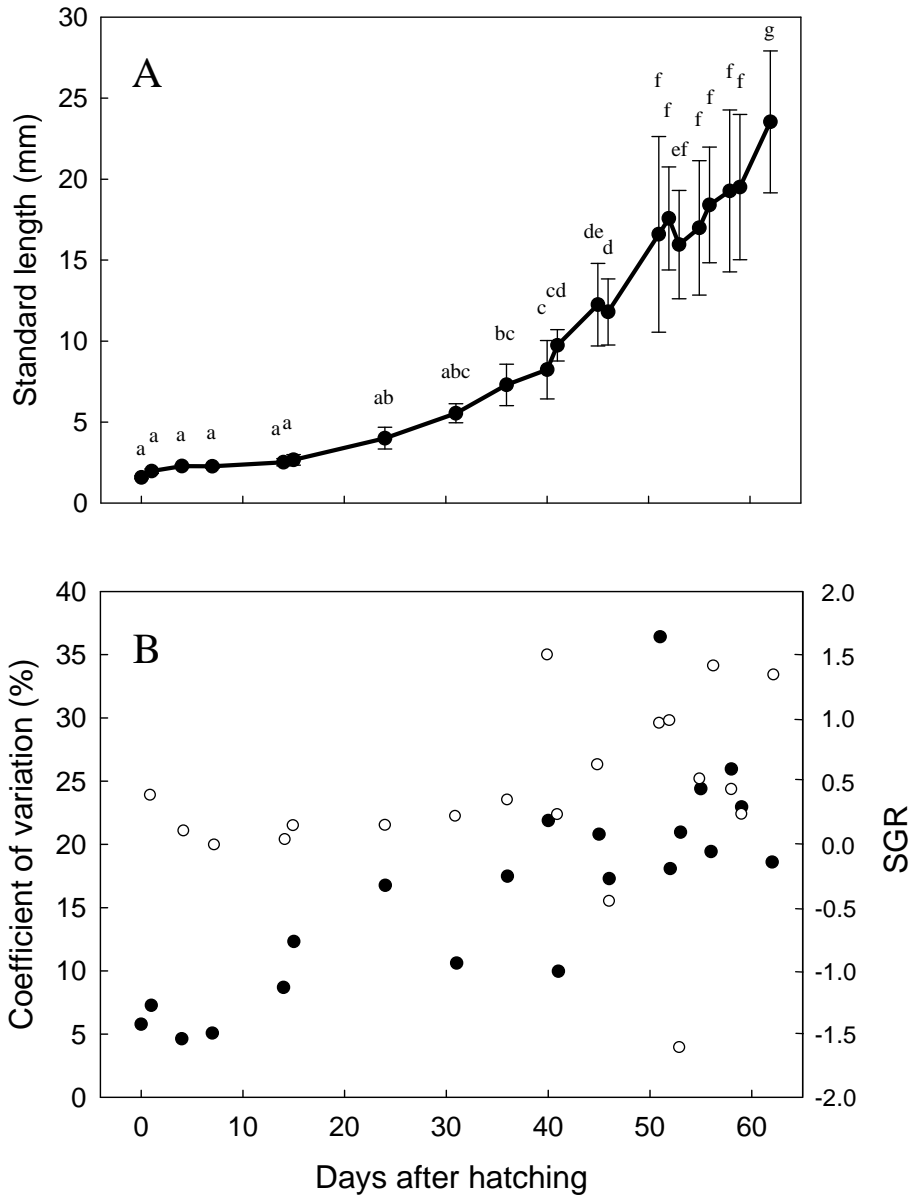 30
A
g
25
f f
f f
f f
20
ef
de
15
d
cd
c
10
bc
abc
ab
5
a a a a a a
0
Standard length (mm)
40 2.0
B
35 1.5
30 1.0
25 0.5
20 0.0
15 -0.5
10 -1.0
5 -1.5
0 -2.0
Coefficient of variation (%)
SGR
0 10 20 30 40 50 60
Days after hatching